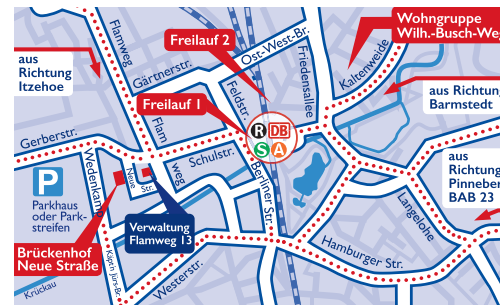 Wohngruppe
Wilh.-Busch-Weg
Freilauf 2
Ost-West-Br.
Flamweg
aus
Richtung
Itzehoe
Gärtnerstr.
Kaltenweide
aus Richtung
Barmstedt
Freilauf 1
Feldstr.
Friedensallee
R DB
S A
Gerberstr.
Flam
weg
Schulstr.
Berliner Str.
aus
Richtung
Pinneberg
BAB 23
P
Parkhaus
oder Park-
streifen
Wedenkamp
Neue
Str.
Verwaltung
Flamweg 13
Langelohe
Brückenhof
Neue Straße
Hamburger Str.
Westerstr.
Krückau